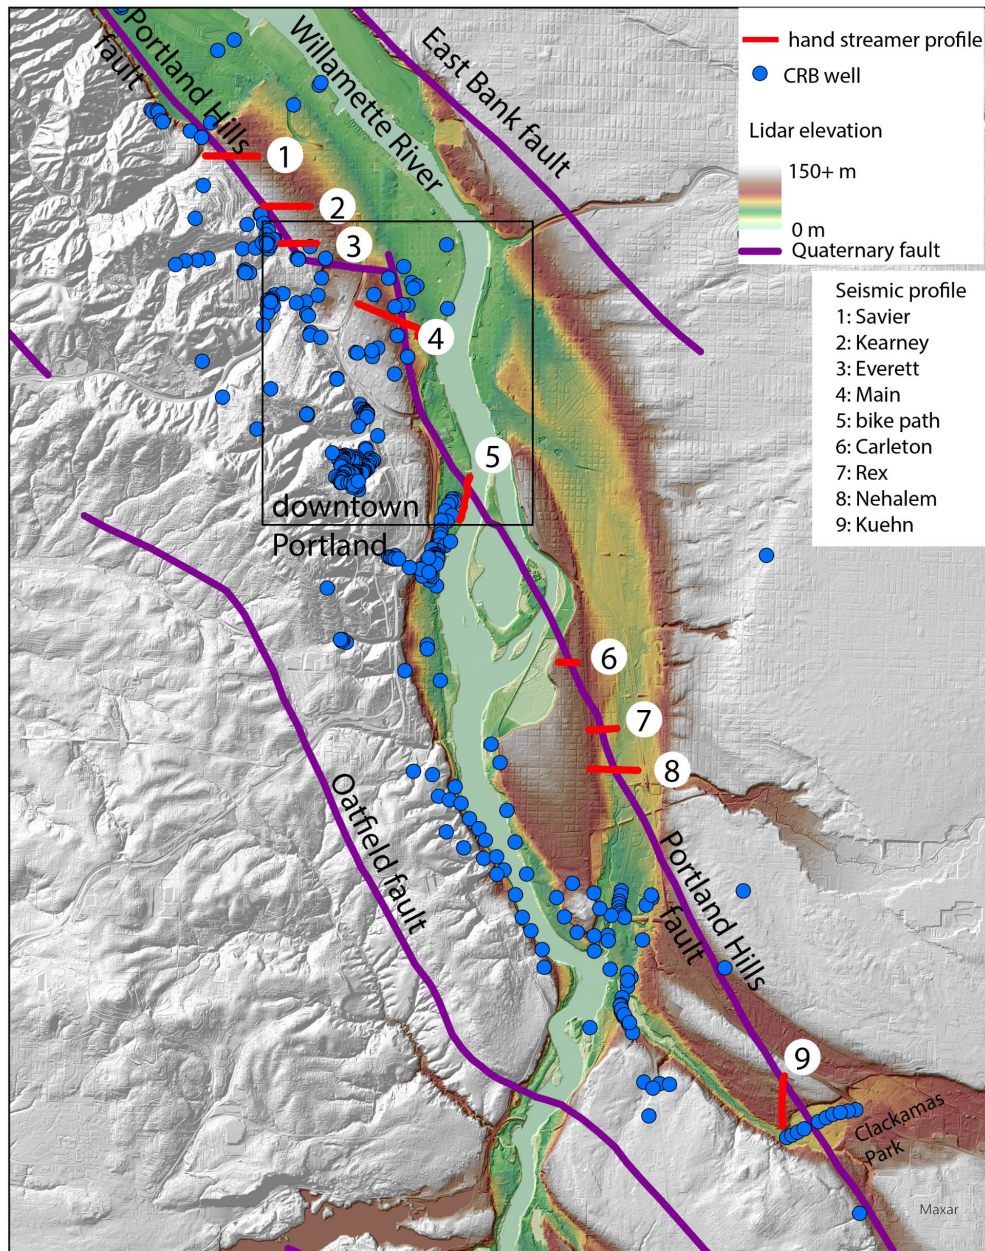 Portland Hills
fault
Willamette River
East Bank fault
hand streamer profile
CRB well
Lidar elevation
150+ m
0 m
Quaternary fault
Seismic profile
1: Savier
2: Kearney
3: Everett
4: Main
5: bike path
6: Carleton
7: Rex
8: Nehalem
9: Kuehn
1
2
3
4
5
downtown
Portland
6
7
8
Oatfield fault
Portland Hills
fault
9
Clackamas
Park
Maxar